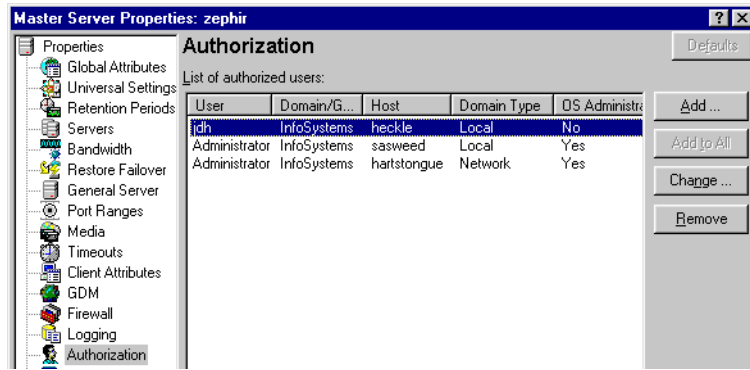 Master Server Properties: zephir
Properties
Global Attributes
Universal Settings
Retention Periods
Servers
Bandwidth
Restore Failover
General Server
Port Ranges
Media
Timeouts
Client Attributes
GDM
Firewall
Logging
Authorization
Authorization
Defaults
List of authorized users:
User Domain/G... Host Domain Type OS Administra
jdh InfoSystems heckle Local No
Administrator InfoSystems sasweed Local Yes
Administrator InfoSystems hartstongue Network Yes
Add ...
Add to All
Change ...
Remove